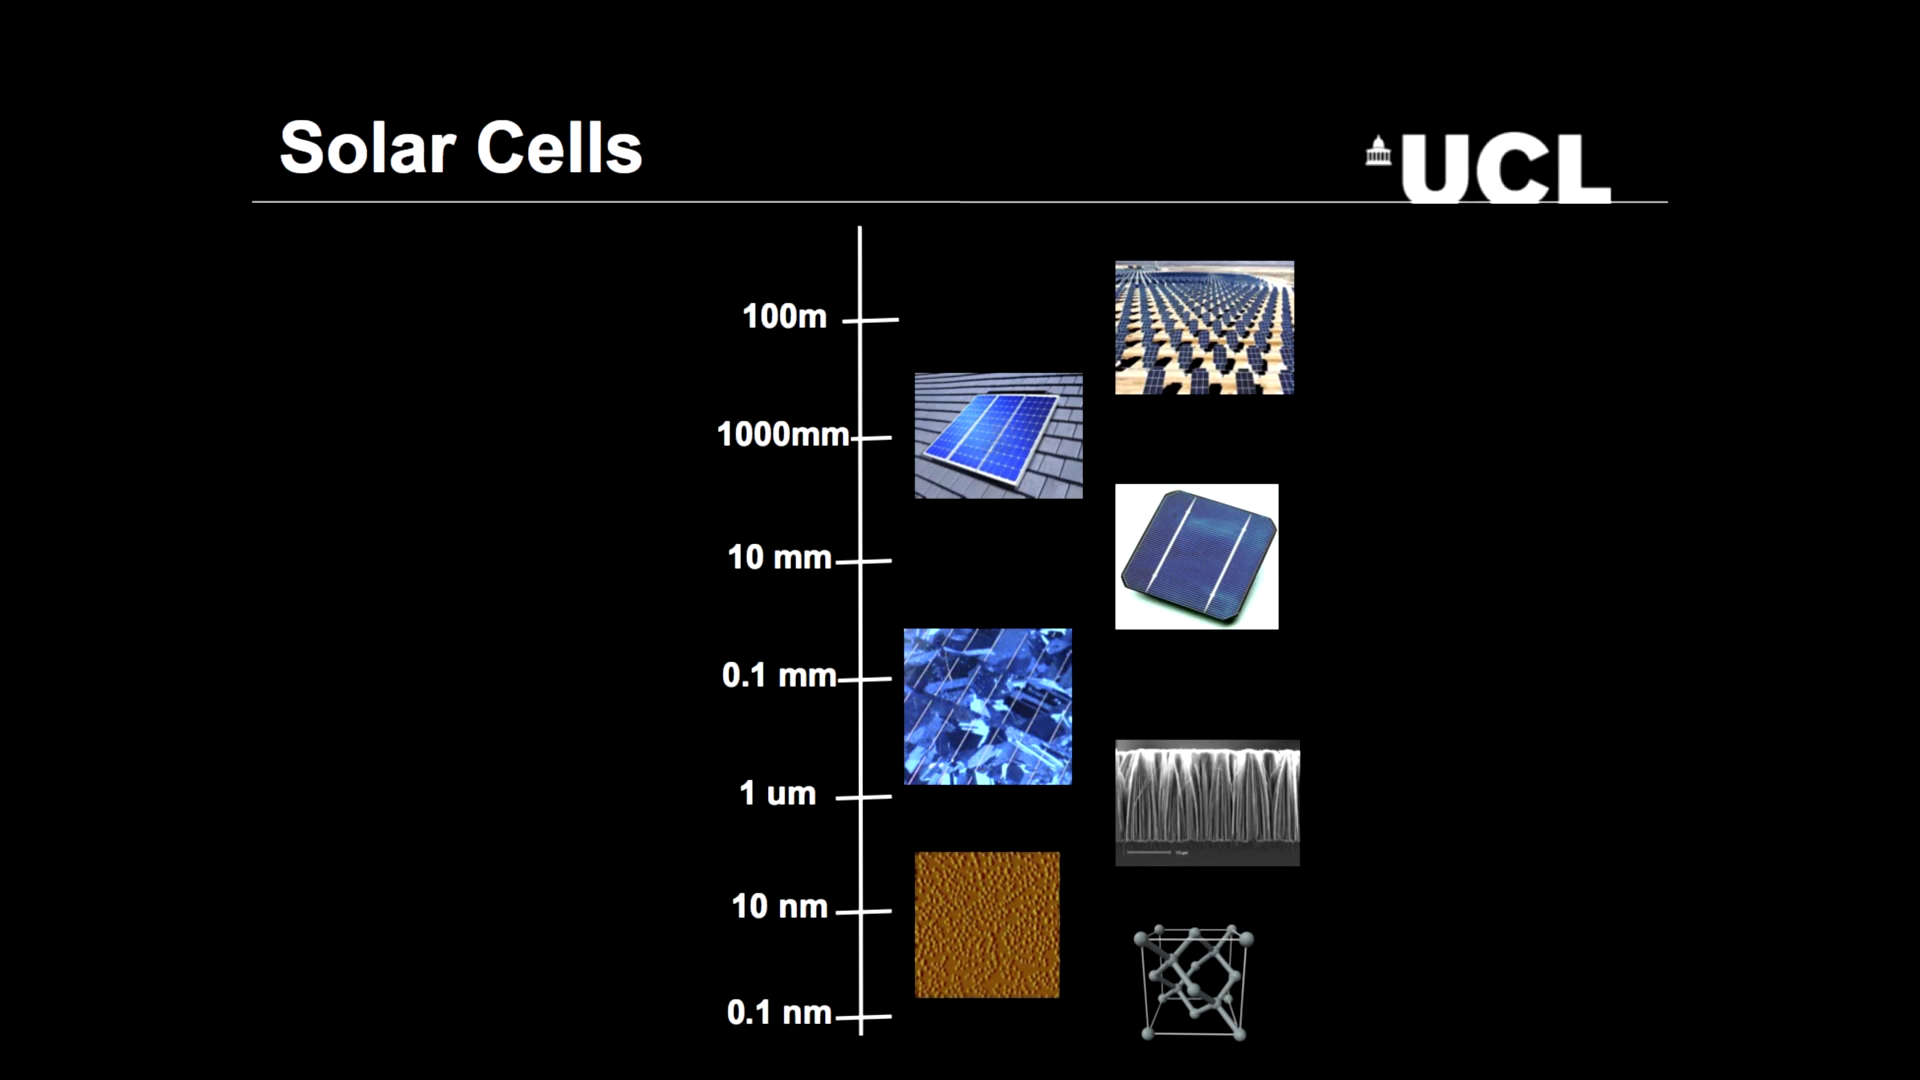 Solar Cells
UCL
100m
1000mm
10 mm
0.1 mm
1 um
10 nm
0.1 nm